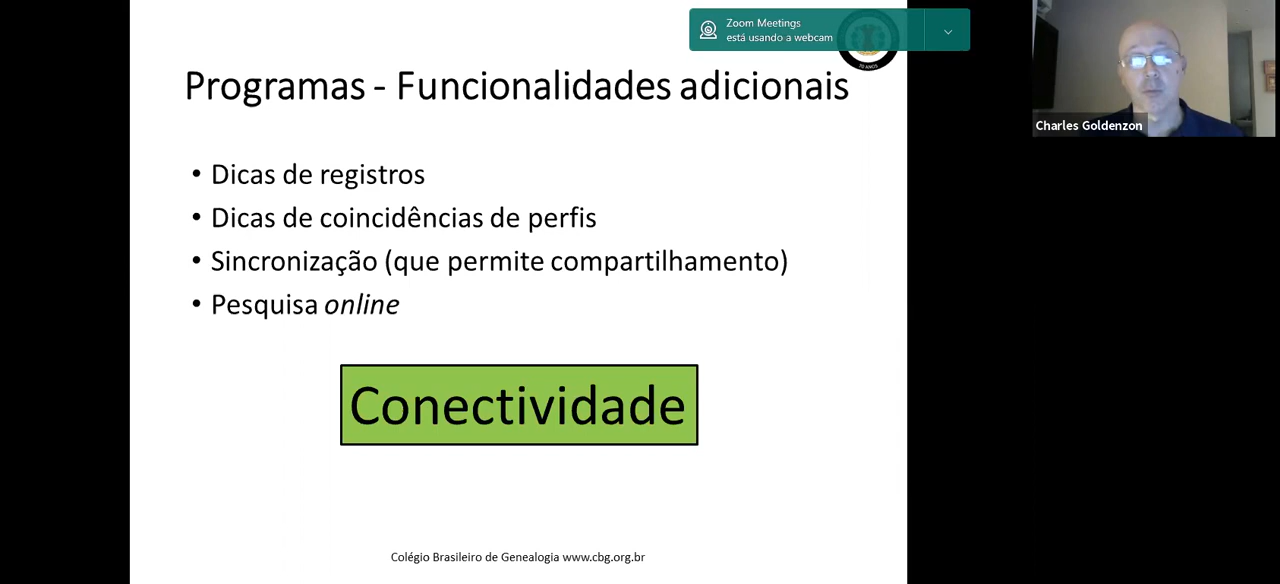 Zoom Meetings
está usando a webcam
Programas - Funcionalidades adicionais
• Dicas de registros
• Dicas de coincidências de perfis
• Sincronização (que permite compartilhamento)
• Pesquisa online
Conectividade
Colégio Brasileiro de Genealogia www.cbg.org.br
Charles Goldenzon